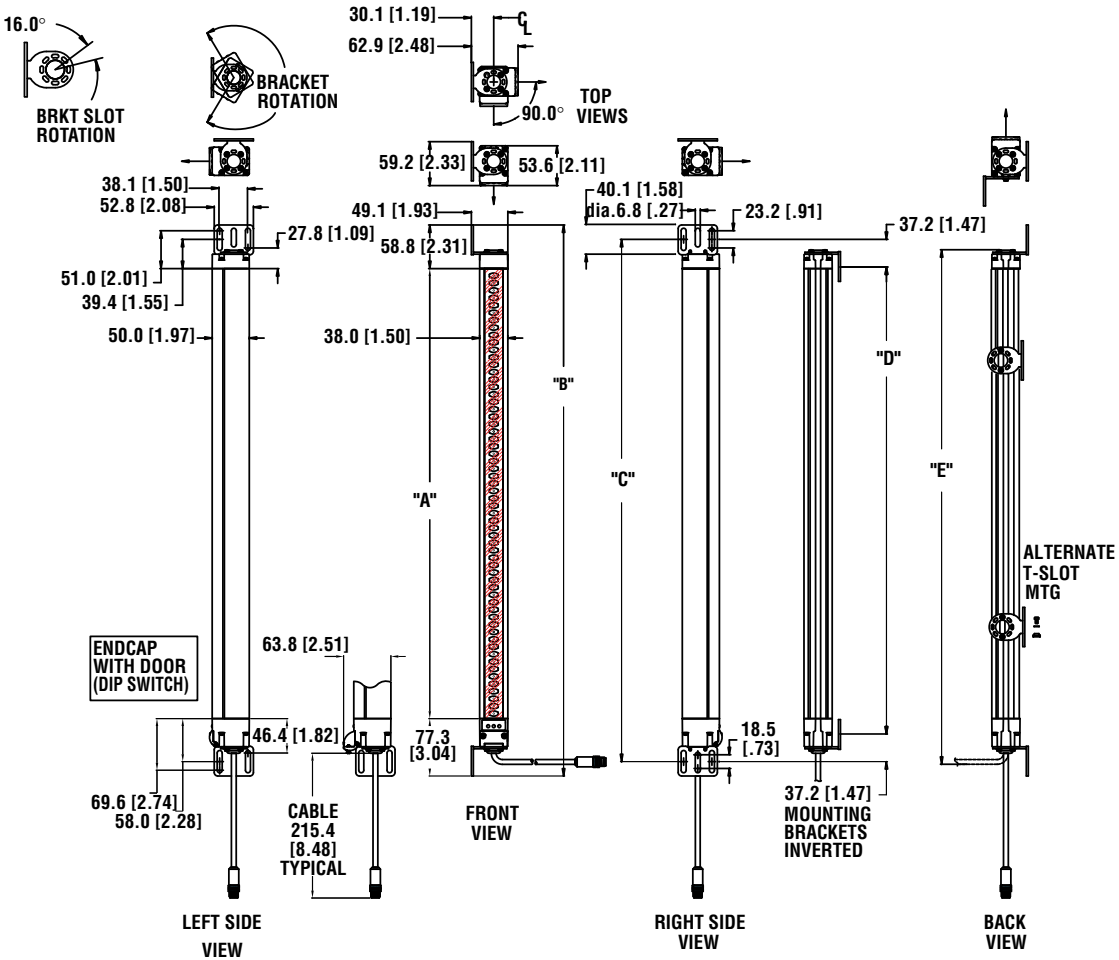 16.0°
BRKT SLOT
ROTATION
BRACKET
ROTATION
30.1 [1.19]
CL
62.9 [2.48]
90.0°
TOP
VIEWS
59.2 [2.33]
53.6 [2.11]
38.1 [1.50]
52.8 [2.08]
27.8 [1.09]
51.0 [2.01]
39.4 [1.55]
50.0 [1.97]
49.1 [1.93]
58.8 [2.31]
38.0 [1.50]
40.1 [1.58]
dia.6.8 [.27]
23.2 [.91]
37.2 [1.47]
"A"
"B"
"C"
"D"
"E"
ALTERNATE
T-SLOT
MTG
ENDCAP
WITH DOOR
(DIP SWITCH)
63.8 [2.51]
46.4 [1.82]
77.3
[3.04]
18.5
[.73]
69.6 [2.74]
58.0 [2.28]
CABLE
215.4
[8.48]
TYPICAL
FRONT
VIEW
37.2 [1.47]
MOUNTING
BRACKETS
INVERTED
LEFT SIDE
VIEW
RIGHT SIDE
VIEW
BACK
VIEW